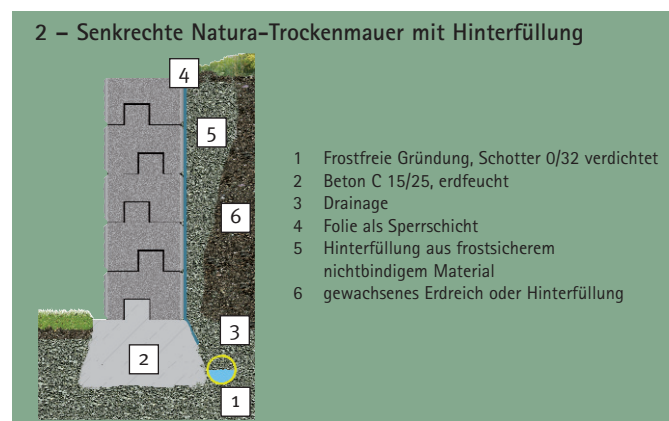 2 – Senkrechte Natura-Trockenmauer mit Hinterfüllung
4
5
6
3
2
1
1 Frostfreie Gründung, Schotter 0/32 verdichtet
2 Beton C 15/25, erdfeucht
3 Drainage
4 Folie als Sperrschicht
5 Hinterfüllung aus frostsicherem
nichtbindigem Material
6 gewachsenes Erdreich oder Hinterfüllung